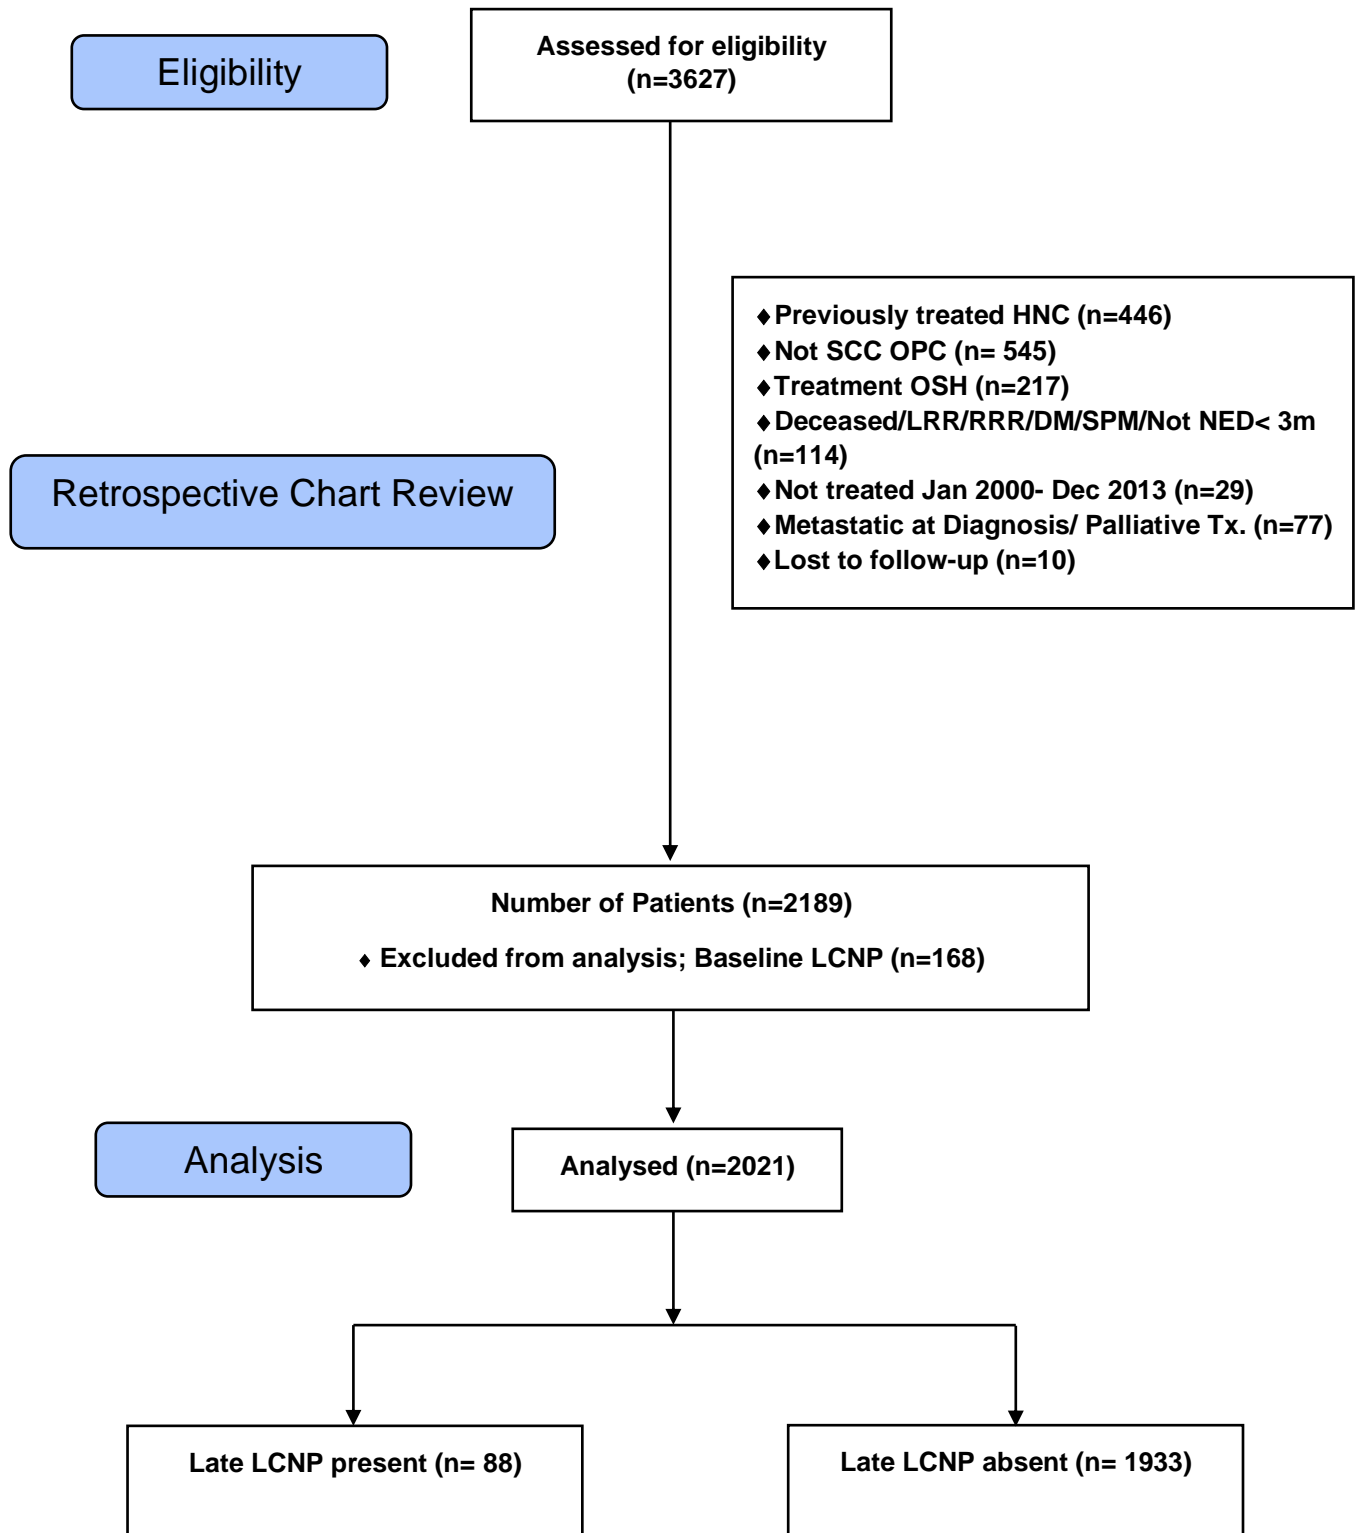 Eligibility
Assessed for eligibility
(n=3627)
♦Previously treated HNC (n=446)
♦Not SCC OPC (n= 545)
♦Treatment OSH (n=217)
♦Deceased/LRR/RRR/DM/SPM/Not NED< 3m
(n=114)
♦Not treated Jan 2000- Dec 2013 (n=29)
♦Metastatic at Diagnosis/ Palliative Tx. (n=77)
♦Lost to follow-up (n=10)
Retrospective Chart Review
Number of Patients (n=2189)
♦ Excluded from analysis; Baseline LCNP (n=168)
Analysis
Analysed (n=2021)
Late LCNP present (n= 88)
Late LCNP absent (n= 1933)